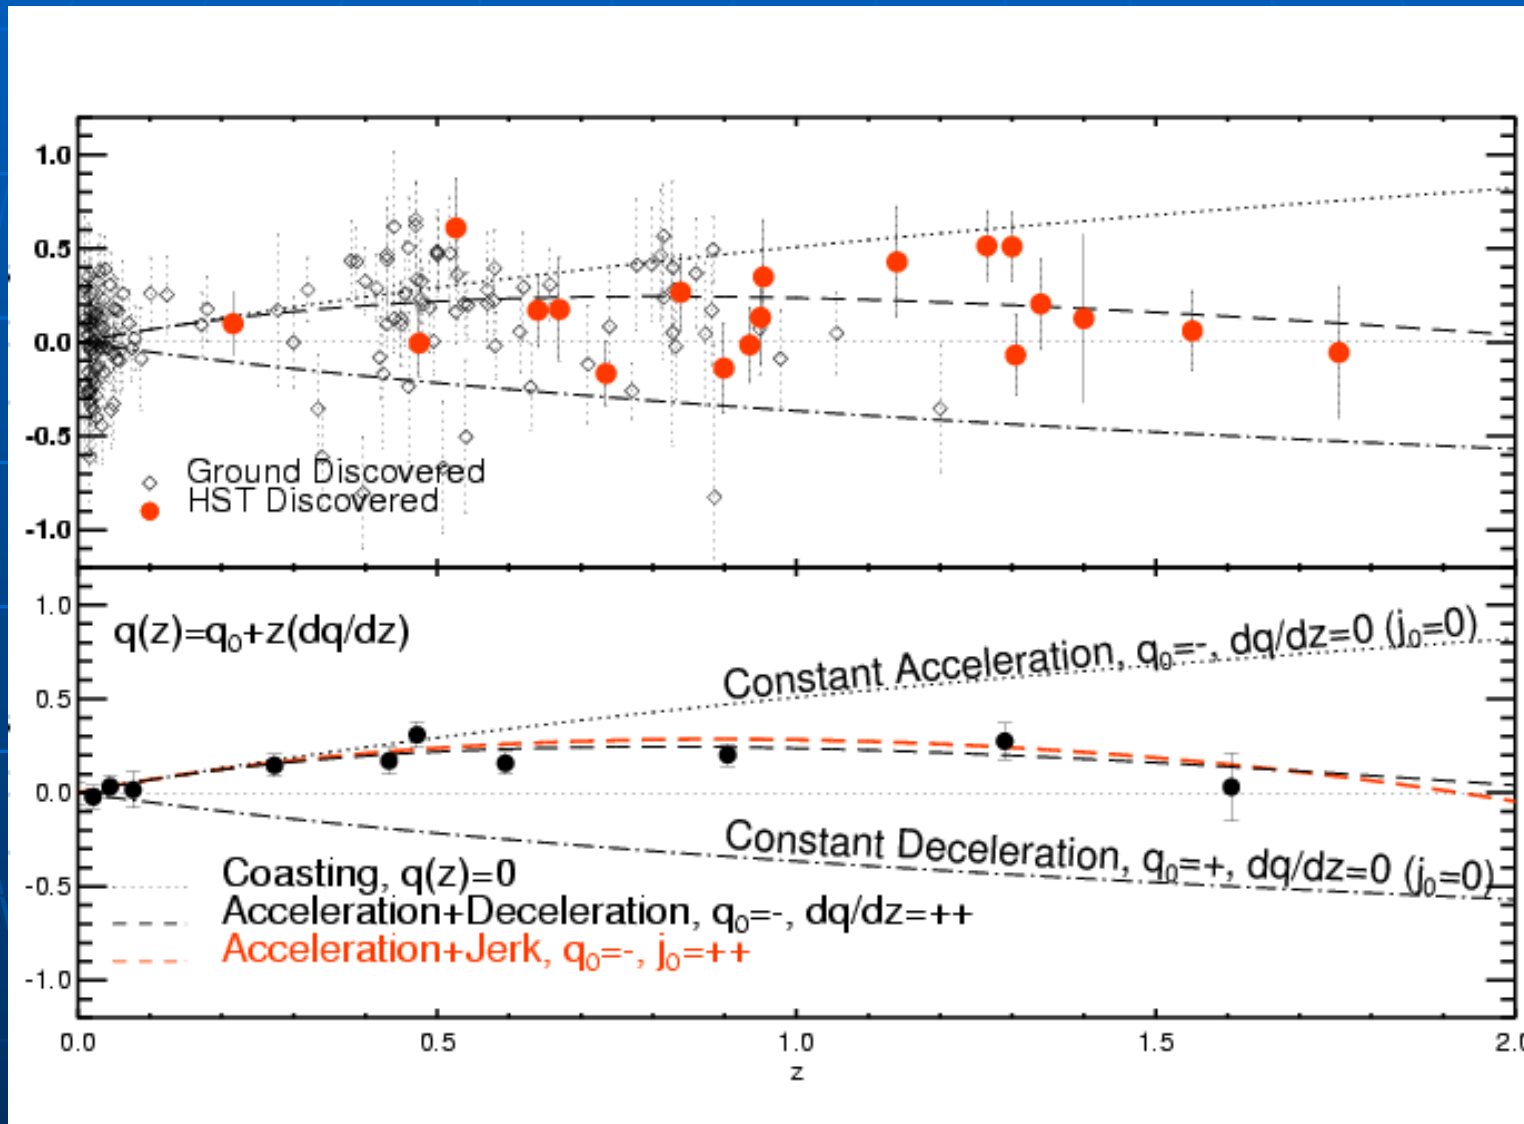 1.0
0.5
0.0
-0.5
-1.0
Ground Discovered
HST Discovered
1.0
0.5
0.0
-0.5
-1.0
q(z)=q₀+z(dq/dz)
Constant Acceleration, q₀=-, dq/dz=0 (j₀=0)
Constant Deceleration, q₀=+, dq/dz=0 (j₀=0)
Coasting, q(z)=0
Acceleration+Deceleration, q₀=-, dq/dz=++
Acceleration+Jerk, q₀=-, j₀=++
0.0 0.5 1.0 1.5 2.0
z